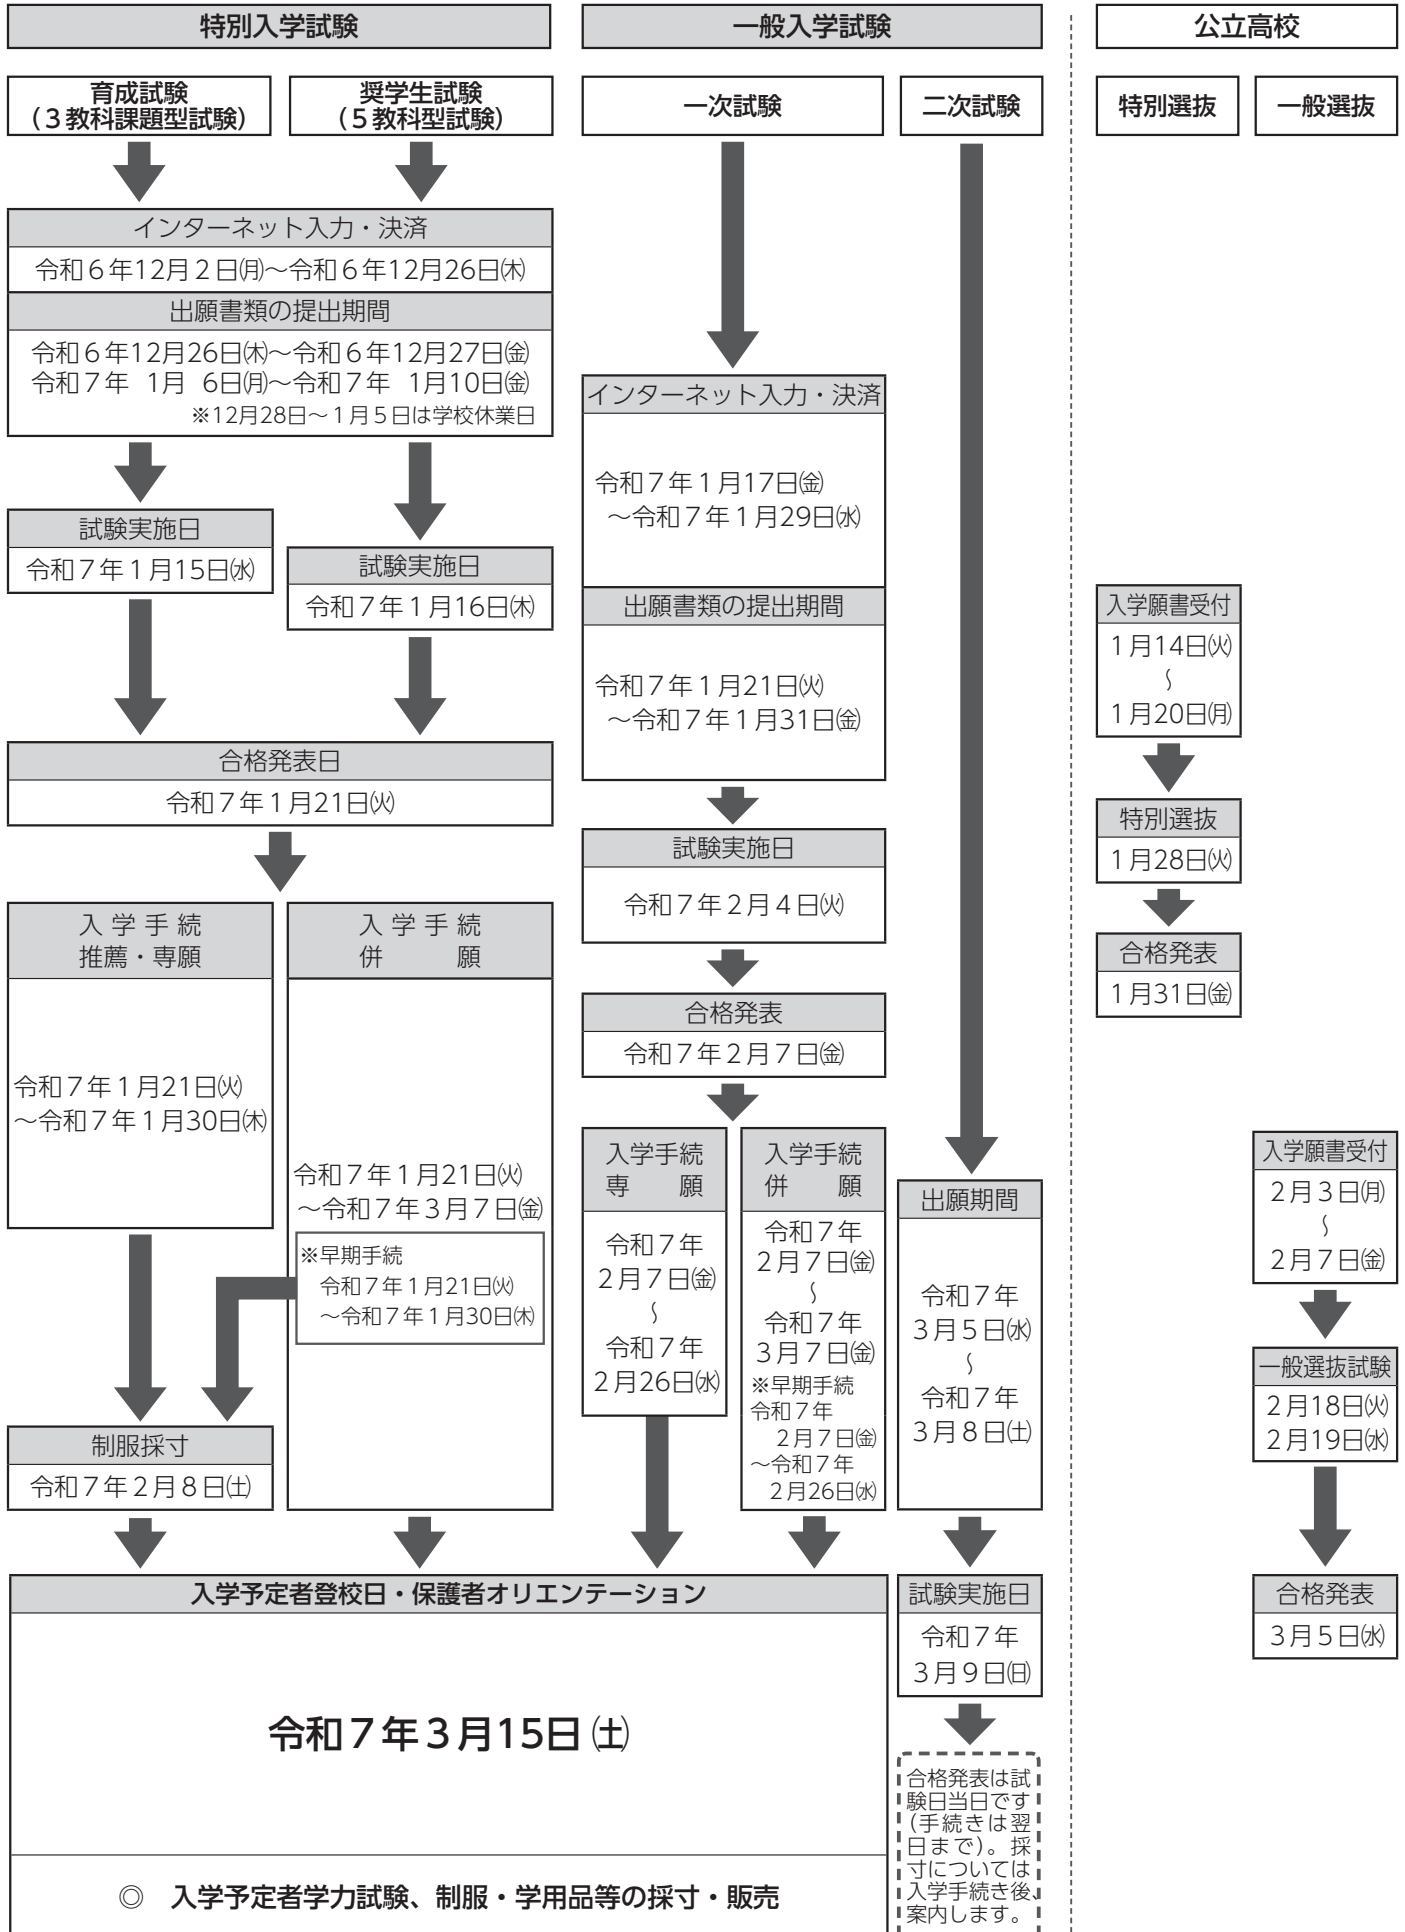 特別入学試験
育成試験
(3教科課題型試験)
奨学生試験
(5教科型試験)
インターネット入力・決済
令和6年12月2日㈪～令和6年12月26日㈭
出願書類の提出期間
令和6年12月26日㈭～令和6年12月27日㈮
令和7年 1月 6日㈪～令和7年 1月10日㈮
※12月28日～1月5日は学校休業日
試験実施日
令和7年1月15日㈬
試験実施日
令和7年1月16日㈭
合格発表日
令和7年1月21日㈫
入学手続
推薦・専願
令和7年1月21日㈫
～令和7年1月30日㈭
入学手続
併 願
令和7年1月21日㈫
～令和7年3月7日㈮
※早期手続
令和7年1月21日㈫
～令和7年1月30日㈭
制服採寸
令和7年2月8日㈯
一般入学試験
一次試験
インターネット入力・決済
令和7年1月17日㈮
～令和7年1月29日㈬
出願書類の提出期間
令和7年1月21日㈫
～令和7年1月31日㈮
試験実施日
令和7年2月4日㈫
合格発表
令和7年2月7日㈮
入学手続
専 願
令和7年
2月7日㈮
～
令和7年
2月26日㈬
入学手続
併 願
令和7年
2月7日㈮
～
令和7年
3月7日㈮
※早期手続
令和7年
2月7日㈮
～令和7年
2月26日㈬
入学予定者登校日・保護者オリエンテーション
令和7年3月15日㈯
◎ 入学予定者学力試験、制服・学用品等の採寸・販売
二次試験
出願期間
令和7年
3月5日㈬
～
令和7年
3月8日㈯
試験実施日
令和7年
3月9日㈰
合格発表は試
験日当日です
(手続きは翌
日まで)。採
寸については
入学手続き後、
案内します。
公立高校
特別選抜
入学願書受付
1月14日㈫
～
1月20日㈪
特別選抜
1月28日㈫
合格発表
1月31日㈮
一般選抜
入学願書受付
2月3日㈪
～
2月7日㈮
一般選抜試験
2月18日㈫
2月19日㈬
合格発表
3月5日㈬